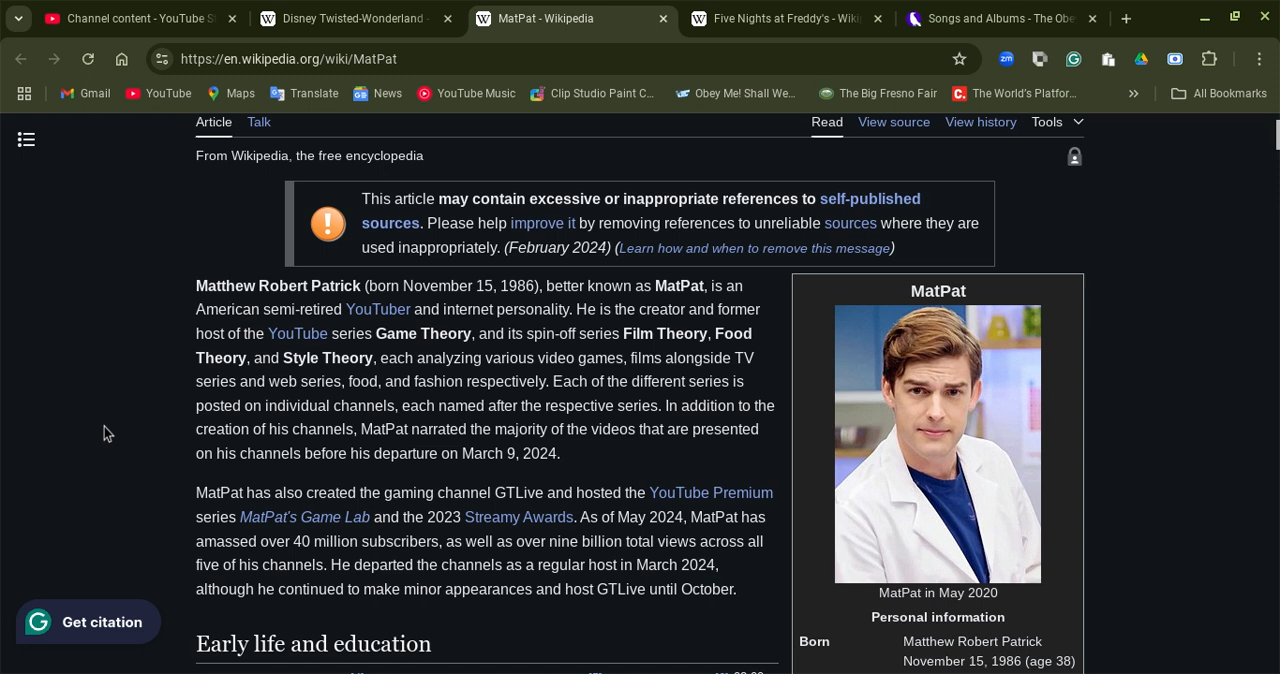 Channel content - YouTube S
Disney Twisted-Wonderland -
MatPat - Wikipedia
Five Nights at Freddy's - Wiki
Songs and Albums - The Obe
https://en.wikipedia.org/wiki/MatPat
Gmail
YouTube
Maps
Translate
News
YouTube Music
Clip Studio Paint C...
Obey Me! Shall We...
The Big Fresno Fair
The World's Platfor...
All Bookmarks
Article Talk
Read View source View history Tools
From Wikipedia, the free encyclopedia
This article may contain excessive or inappropriate references to self-published
sources. Please help improve it by removing references to unreliable sources where they are
used inappropriately. (February 2024) (Learn how and when to remove this message)
Matthew Robert Patrick (born November 15, 1986), better known as MatPat, is an
American semi-retired YouTuber and internet personality. He is the creator and former
host of the YouTube series Game Theory, and its spin-off series Film Theory, Food
Theory, and Style Theory, each analyzing various video games, films alongside TV
series and web series, food, and fashion respectively. Each of the different series is
posted on individual channels, each named after the respective series. In addition to the
creation of his channels, MatPat narrated the majority of the videos that are presented
on his channels before his departure on March 9, 2024.
MatPat has also created the gaming channel GTLive and hosted the YouTube Premium
series MatPat's Game Lab and the 2023 Streamy Awards. As of May 2024, MatPat has
amassed over 40 million subscribers, as well as over nine billion total views across all
five of his channels. He departed the channels as a regular host in March 2024,
although he continued to make minor appearances and host GTLive until October.
Early life and education
MatPat
MatPat in May 2020
Personal information
Born Matthew Robert Patrick
November 15, 1986 (age 38)
Get citation